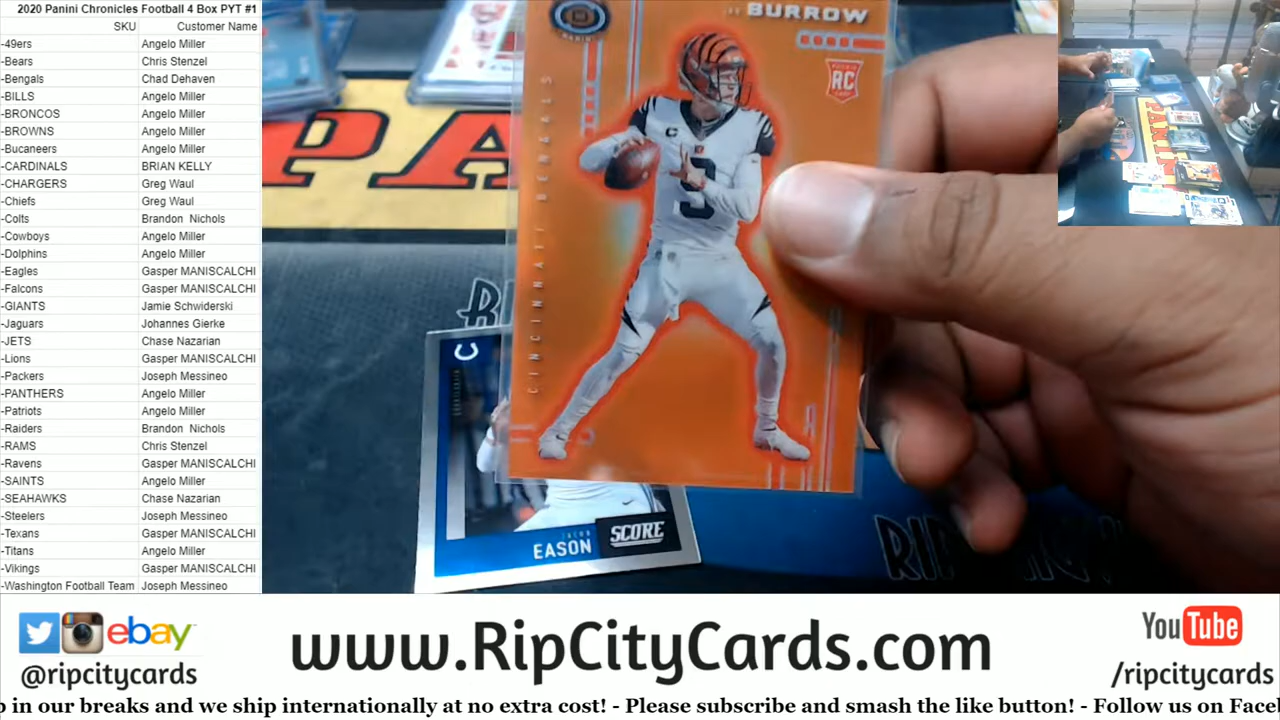 2020 Panini Chronicles Football 4 Box PYT #1
SKU Customer Name
-49ers Angelo Miller
-Bears Chris Stenzel
-Bengals Chad Dehaven
-BILLS Angelo Miller
-BRONCOS Angelo Miller
-BROWNS Angelo Miller
-Bucaneers Angelo Miller
-CARDINALS BRIAN KELLY
-CHARGERS Greg Waul
-Chiefs Greg Waul
-Colts Brandon Nichols
-Cowboys Angelo Miller
-Dolphins Angelo Miller
-Eagles Gasper MANISCALCHI
-Falcons Gasper MANISCALCHI
-GIANTS Jamie Schwiderski
-Jaguars Johannes Gierke
-JETS Chase Nazarian
-Lions Gasper MANISCALCHI
-Packers Joseph Messineo
-PANTHERS Angelo Miller
-Patriots Angelo Miller
-Raiders Brandon Nichols
-RAMS Chris Stenzel
-Ravens Gasper MANISCALCHI
-SAINTS Angelo Miller
-SEAHAWKS Chase Nazarian
-Steelers Joseph Messineo
-Texans Gasper MANISCALCHI
-Titans Angelo Miller
-Vikings Gasper MANISCALCHI
-Washington Football Team Joseph Messineo
BURROW
RC
CINCINNATI BENGALS
PA
C
9
JACOB
EASON
SCORE
PANINI
ebay
@ripcitycards
www.RipCityCards.com
YouTube
/ripcitycards
p in our breaks and we ship internationally at no extra cost! - Please subscribe and smash the like button! - Follow us on Face